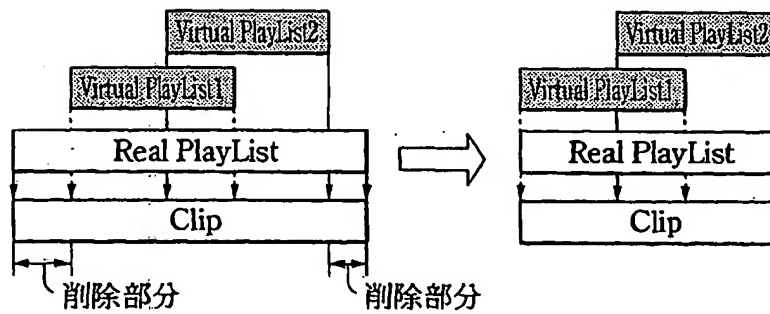 Virtual PlayList2
Virtual PlayList1
Real PlayList
Clip
削除部分
削除部分
Virtual PlayList2
Virtual PlayList1
Real PlayList
Clip